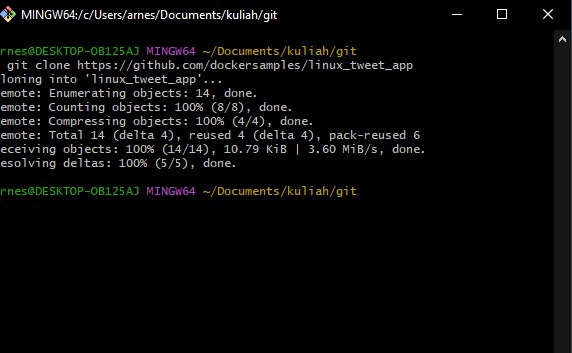 MINGW64:/c/Users/arnes/Documents/kuliah/git
rnes@DESKTOP-OB125AJ MINGW64 ~/Documents/kuliah/git
git clone https://github.com/dockersamples/linux_tweet_app
loning into 'linux_tweet_app'...
emote: Enumerating objects: 14, done.
emote: Counting objects: 100% (8/8), done.
emote: Compressing objects: 100% (4/4), done.
emote: Total 14 (delta 4), reused 4 (delta 4), pack-reused 6
eceiving objects: 100% (14/14), 10.79 KiB | 3.60 MiB/s, done.
esolving deltas: 100% (5/5), done.
rnes@DESKTOP-OB125AJ MINGW64 ~/Documents/kuliah/git